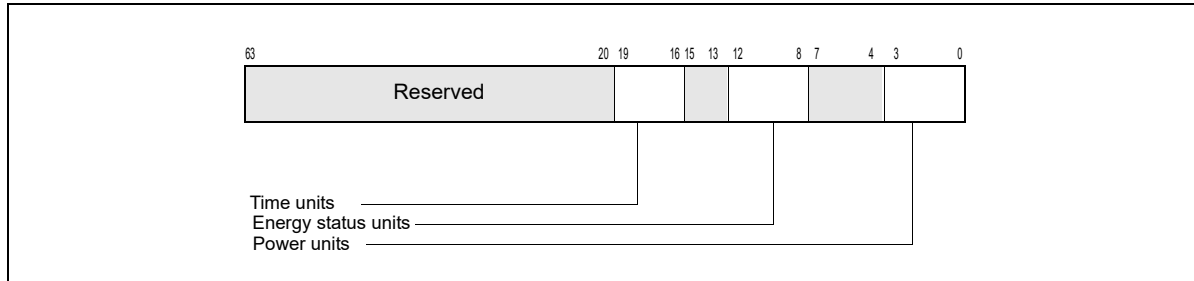 63 20 19 16 15 13 12 8 7 4 3 0
Reserved
Time units
Energy status units
Power units